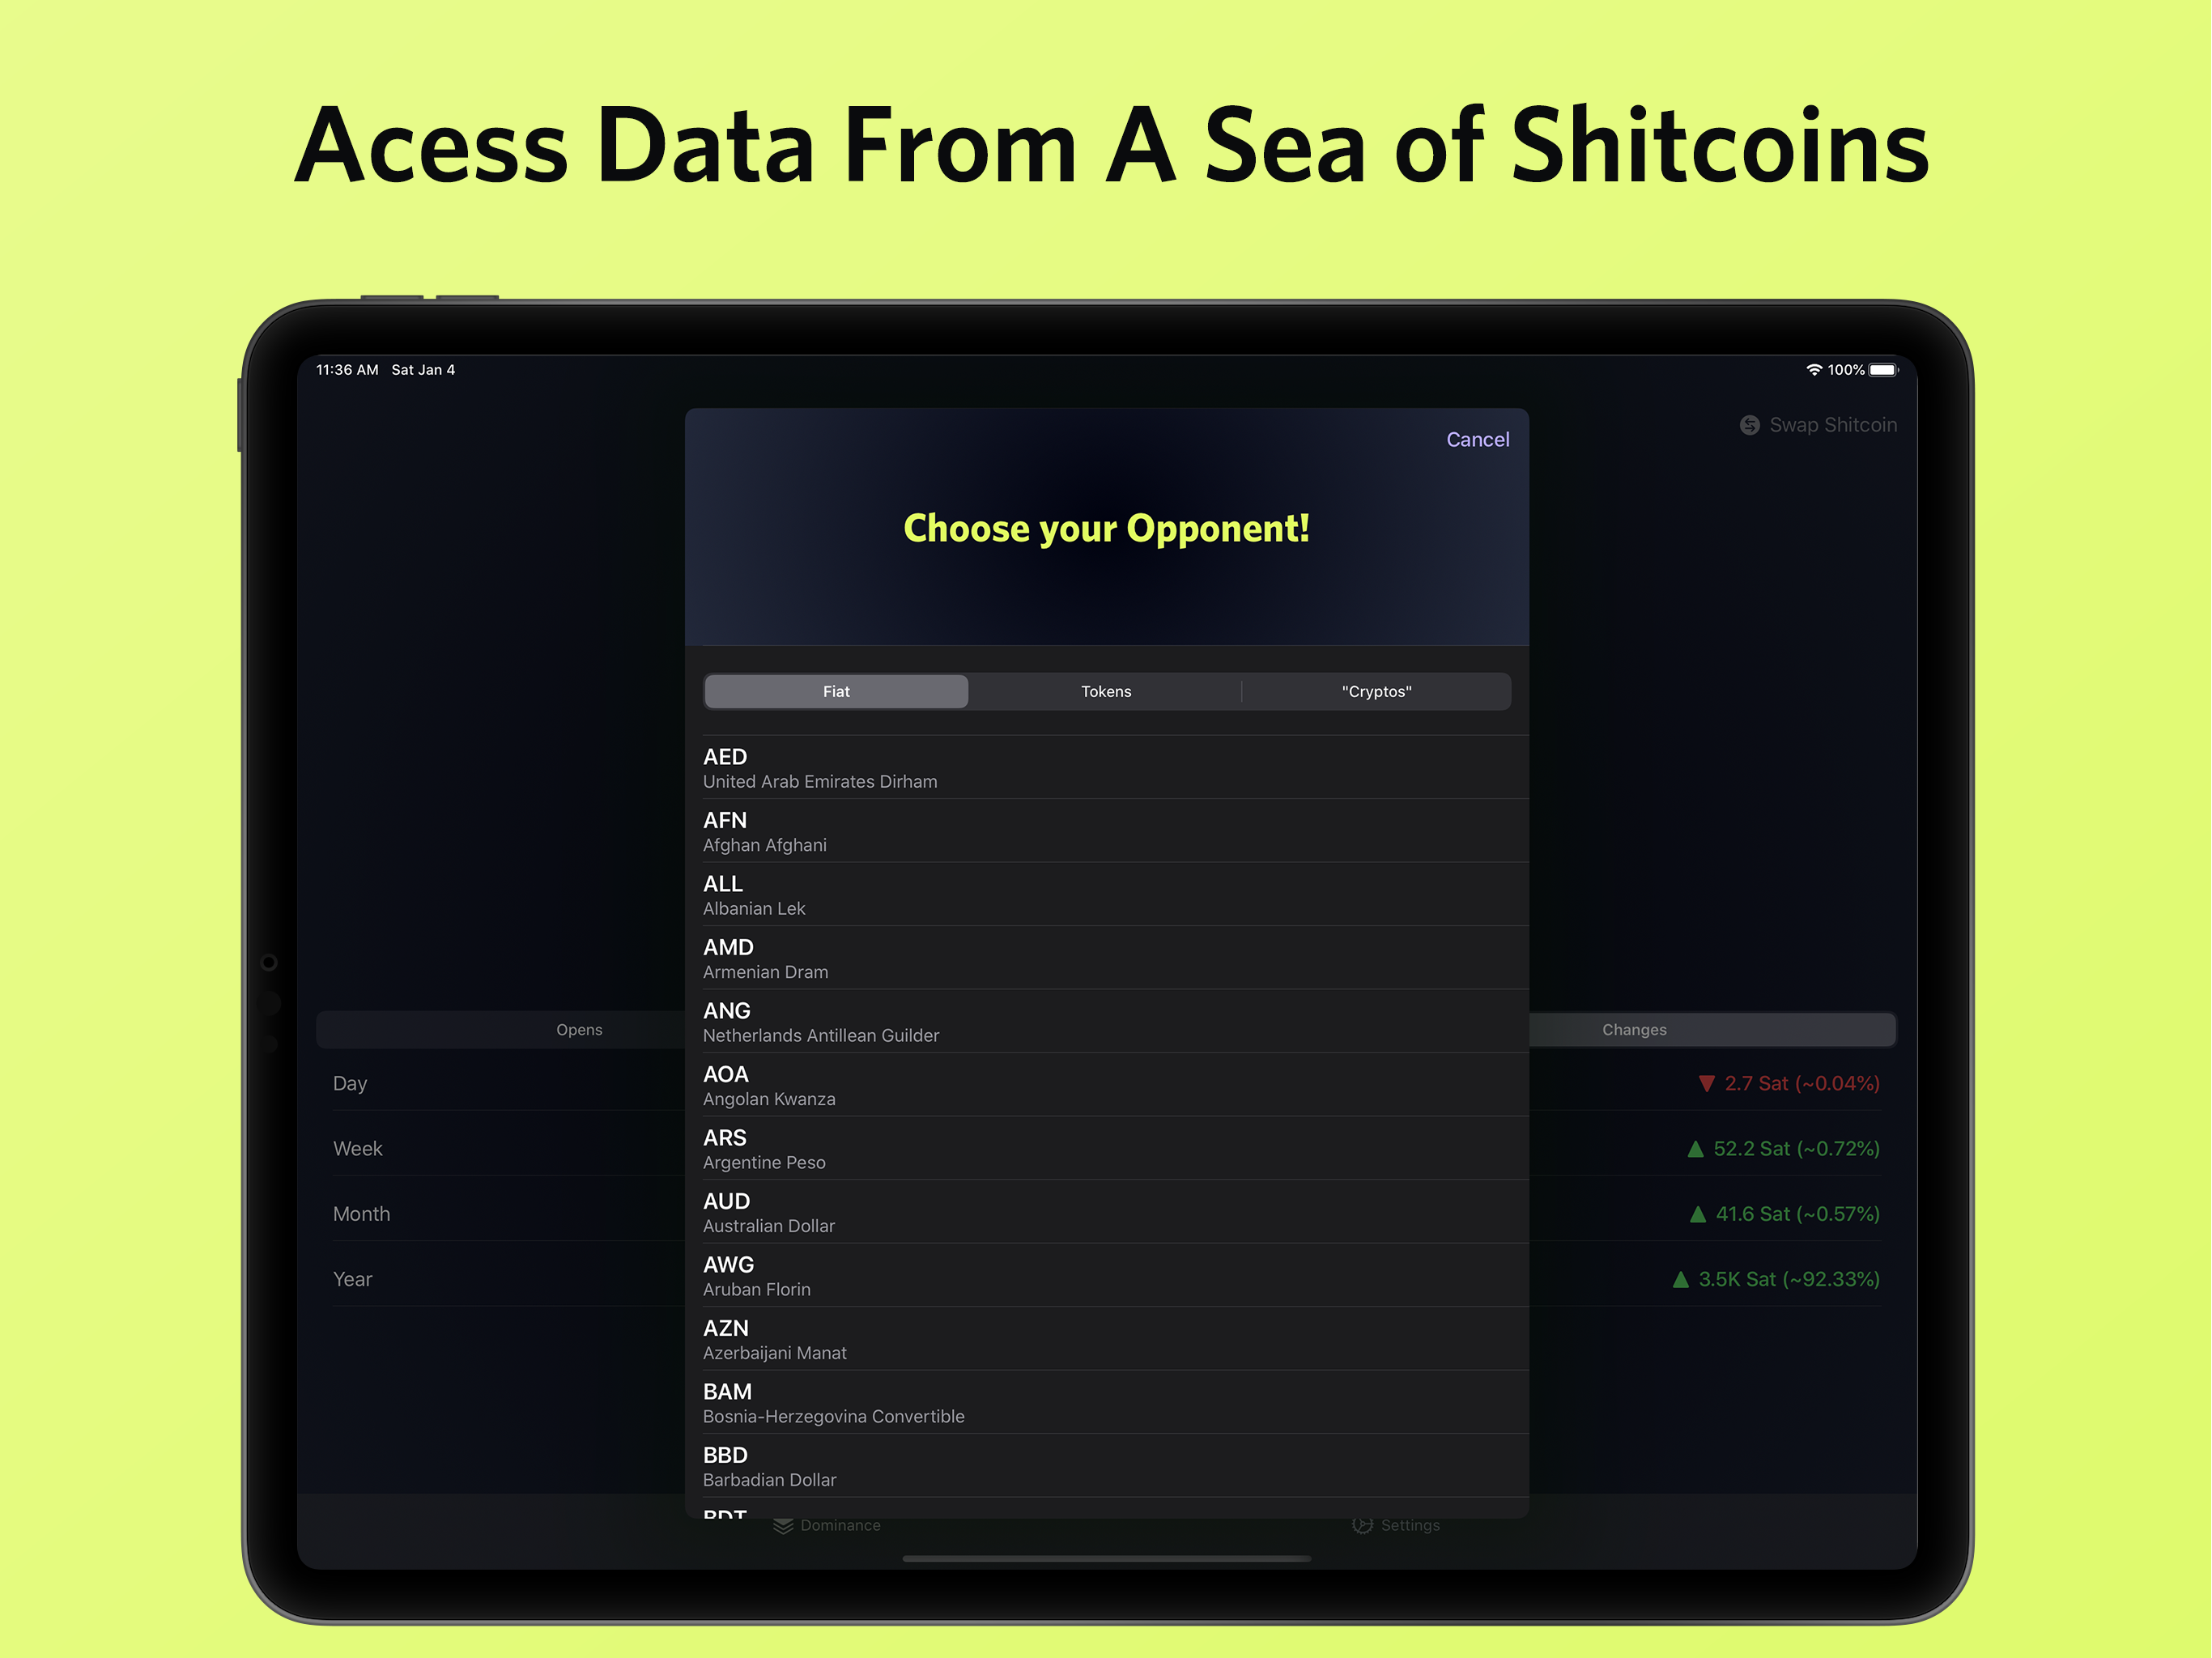 Acess Data From A Sea of Shitcoins
11:36 AM Sat Jan 4
100%
Swap Shitcoin
Cancel
Choose your Opponent!
Fiat
Tokens
"Cryptos"
AED
United Arab Emirates Dirham
AFN
Afghan Afghani
ALL
Albanian Lek
AMD
Armenian Dram
ANG
Netherlands Antillean Guilder
AOA
Angolan Kwanza
ARS
Argentine Peso
AUD
Australian Dollar
AWG
Aruban Florin
AZN
Azerbaijani Manat
BAM
Bosnia-Herzegovina Convertible
BBD
Barbadian Dollar
BDT
Opens
Changes
Day
2.7 Sat (~0.04%)
Week
52.2 Sat (~0.72%)
Month
41.6 Sat (~0.57%)
Year
3.5K Sat (~92.33%)
Dominance
Settings